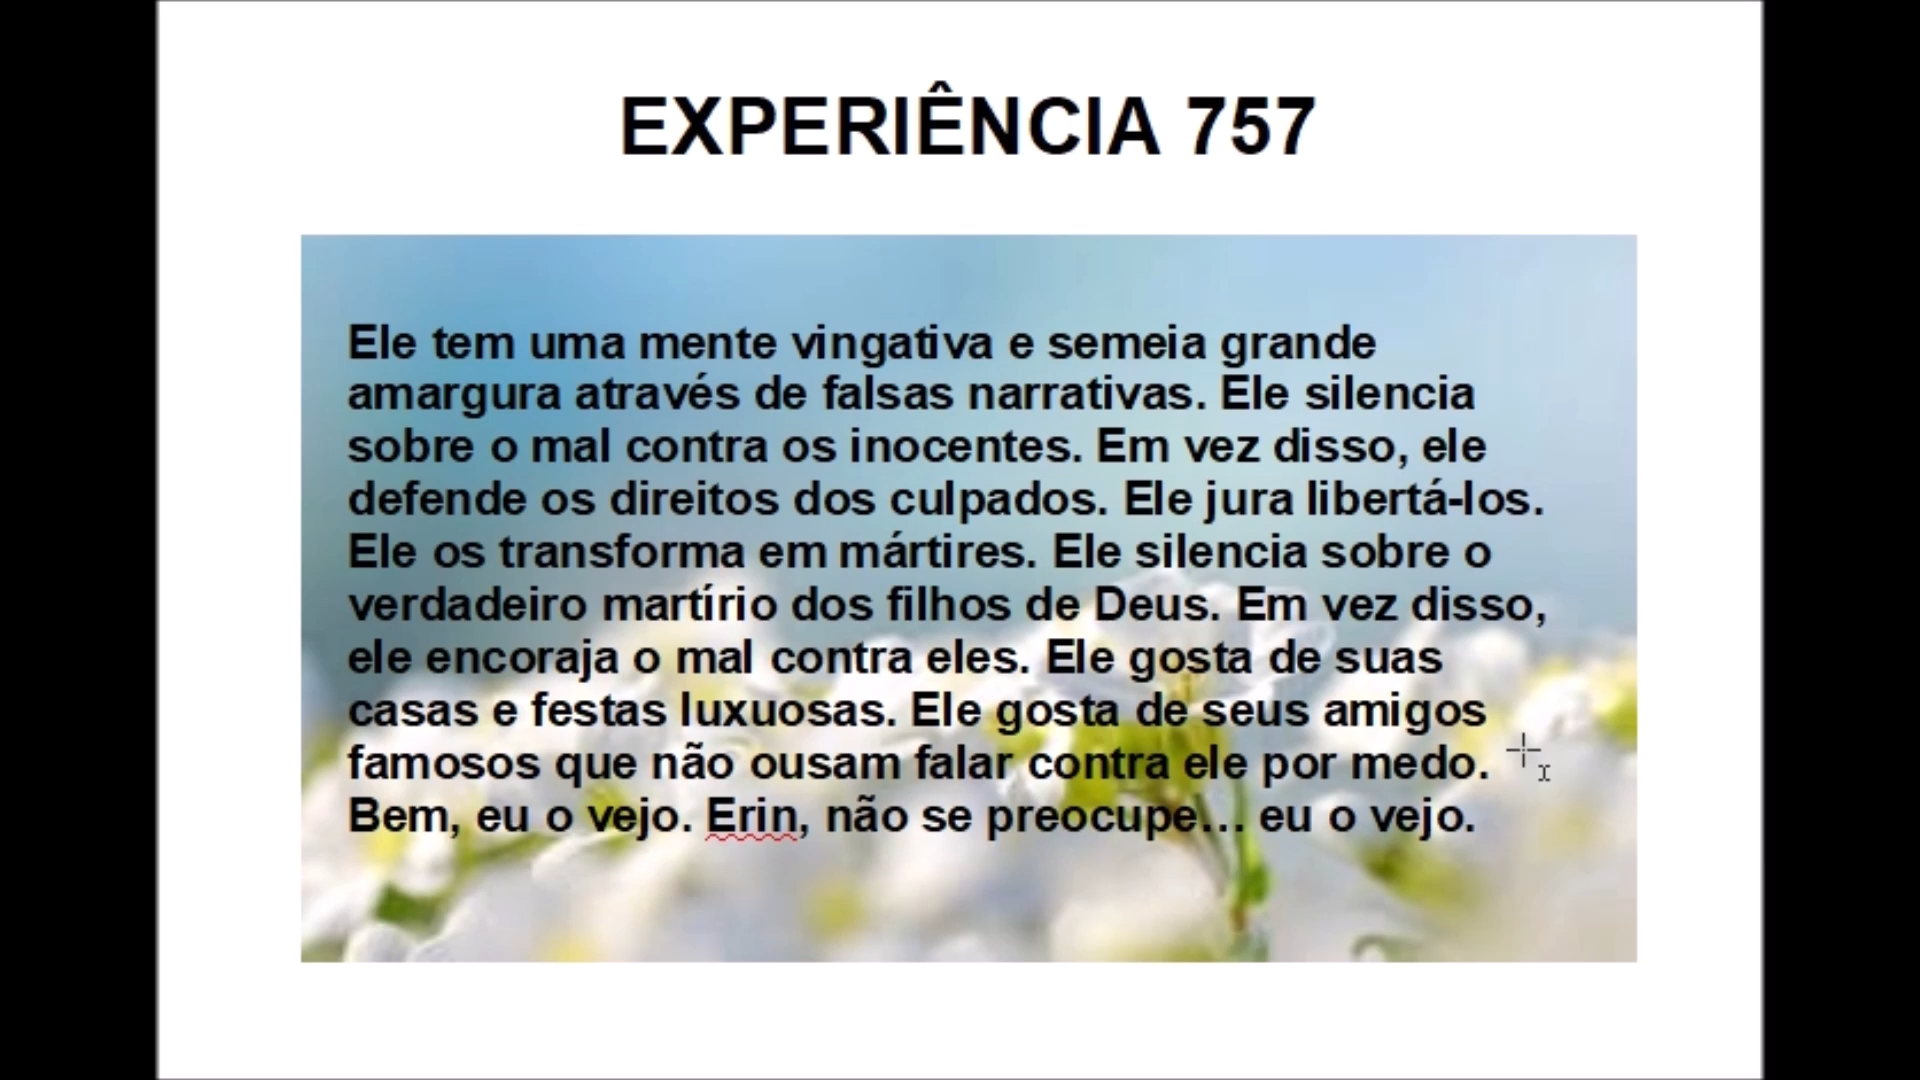 EXPERIÊNCIA 757
Ele tem uma mente vingativa e semeia grande
amargura através de falsas narrativas. Ele silencia
sobre o mal contra os inocentes. Em vez disso, ele
defende os direitos dos culpados. Ele jura libertá-los.
Ele os transforma em mártires. Ele silencia sobre o
verdadeiro martírio dos filhos de Deus. Em vez disso,
ele encoraja o mal contra eles. Ele gosta de suas
casas e festas luxuosas. Ele gosta de seus amigos
famosos que não ousam falar contra ele por medo.
Bem, eu o vejo. Erin, não se preocupe... eu o vejo.